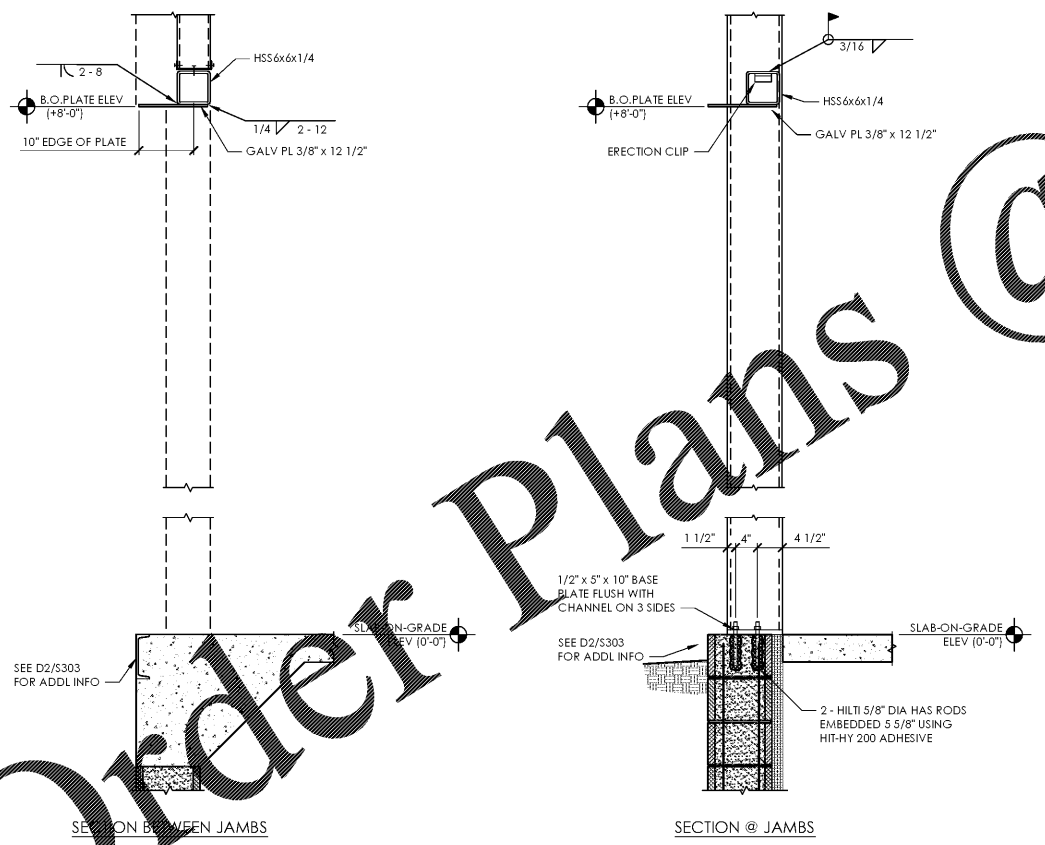 2 - 8
HSS6x6x1/4
B.O.PLATE ELEV
(+8'-0")
10" EDGE OF PLATE
1/4
2 - 12
GALV PL 3/8" x 12 1/2"
3/16
B.O.PLATE ELEV
(+8'-0")
HSS6x6x1/4
GALV PL 3/8" x 12 1/2"
ERECTION CLIP
Order Plans @
1 1/2"
4"
4 1/2"
1/2" x 5" x 10" BASE
PLATE FLUSH WITH
CHANNEL ON 3 SIDES
SLAB-ON-GRADE
ELEV (0'-0")
SEE D2/S303
FOR ADDL INFO
SEE D2/S303
FOR ADDL INFO
SLAB-ON-GRADE
ELEV (0'-0")
2 - HILTI 5/8" DIA HAS RODS
EMBEDDED 5 5/8" USING
HIT-HY 200 ADHESIVE
SECTION BETWEEN JAMBS
SECTION @ JAMBS